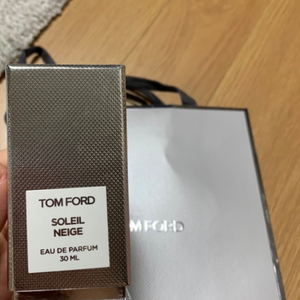 TOM FORD
SOLEIL
NEIGE
EAU DE PARFUM
30 ML
TOM FORD